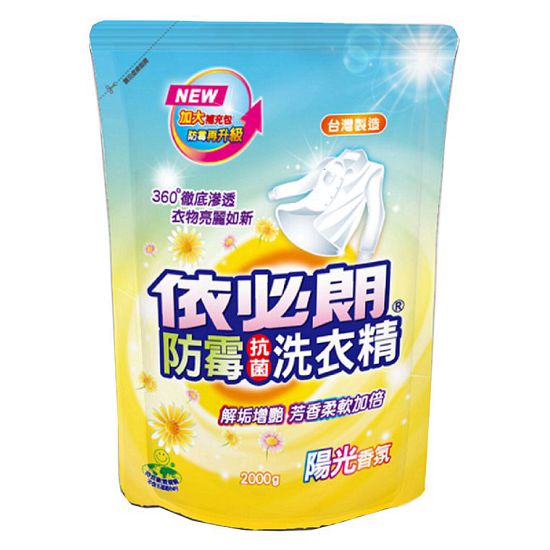 NEW
加大補充包
防霉再升級
台灣製造
360°徹底滲透
衣物亮麗如新
依必朗®
防霉抗菌洗衣精
解垢增艷 芳香柔軟加倍
陽光香氛
2000g